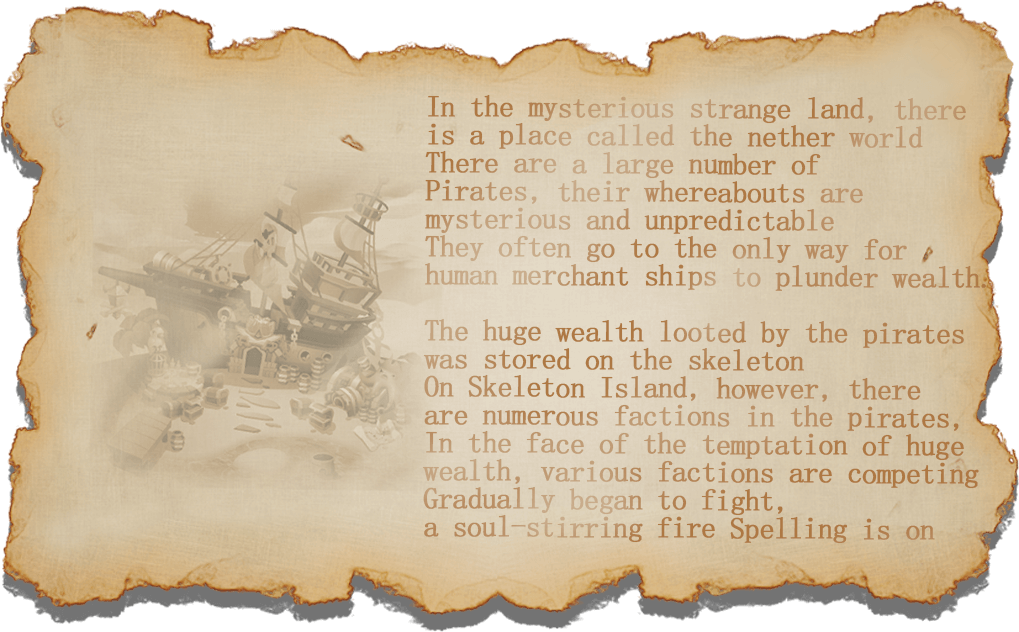 In the mysterious strange land, there
is a place called the nether world
There are a large number of
Pirates, their whereabouts are
mysterious and unpredictable
They often go to the only way for
human merchant ships to plunder wealth.
The huge wealth looted by the pirates
was stored on the skeleton
On Skeleton Island, however, there
are numerous factions in the pirates,
In the face of the temptation of huge
wealth, various factions are competing
Gradually began to fight,
a soul-stirring fire Spelling is on